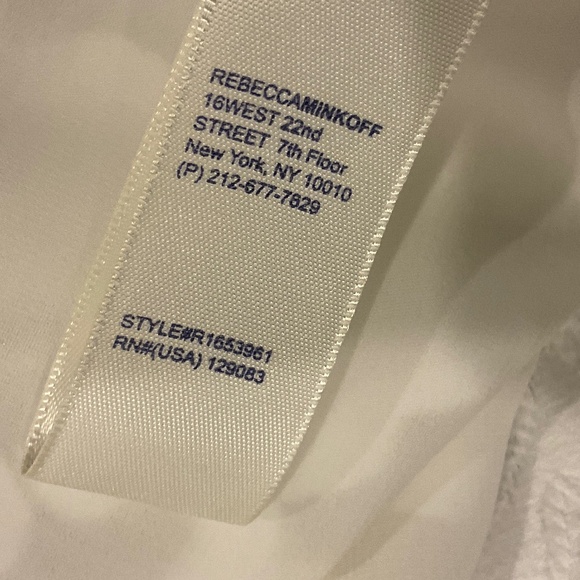 REBECCAMINKOFF
16WEST 22nd
STREET 7th Floor
New York, NY 10010
(P) 212-677-7829
STYLE#R1653961
RN#(USA) 129083